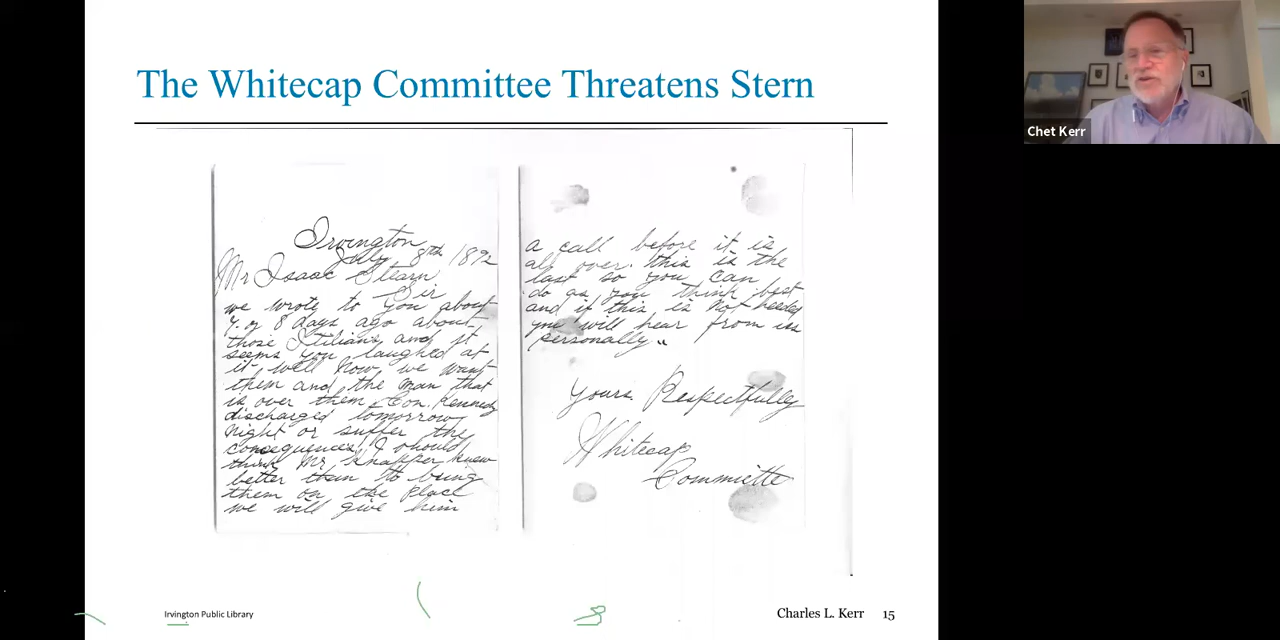 The Whitecap Committee Threatens Stern
Irvington
July 8th 1892
Mr Isaac Stearn
Sir
we wrote to you about
7 or 8 days ago about
those Itilians and it
seems you laughed at
it, well now we want
them and the man that
is over them Con. Kennedy
discharged tomorrow
night or suffer the
consequences, I should
think Mr Knapper knew
better then to bring
them on the place
we will give him
a call before it is
all over. this is the
last so you can
do as you think best
and if this is not heeded
you will hear from us
personally "
Yours Respectfully
Whitecap
Committe
Irvington Public Library
Charles L. Kerr 15
Chet Kerr